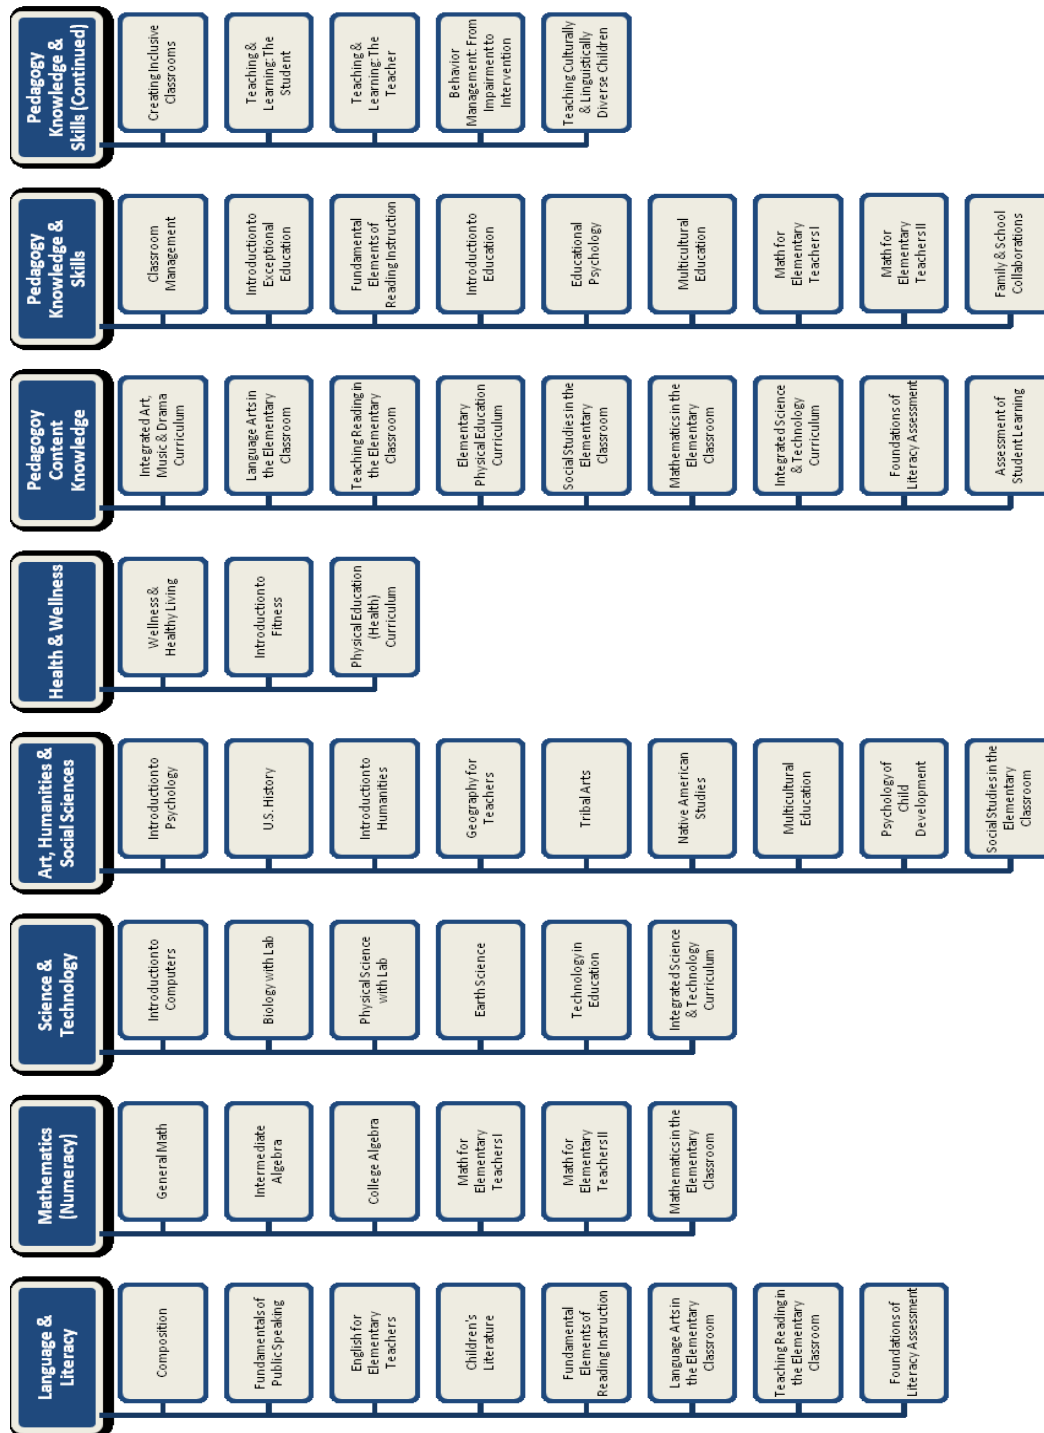 Language &
Literacy
Composition
Fundamentals of
Public Speaking
English for
Elementary
Teachers
Children's
Literature
Fundamental
Elements of
Reading Instruction
Language Arts in
the Elementary
Classroom
Teaching Reading in
the Elementary
Classroom
Foundations of
Literacy Assessment
Mathematics
(Numeracy)
General Math
Intermediate
Algebra
College Algebra
Math for
Elementary
Teachers I
Math for
Elementary
Teachers II
Mathematics in the
Elementary
Classroom
Science &
Technology
Introduction to
Computers
Biology with Lab
Physical Science
with Lab
Earth Science
Technology in
Education
Integrated Science
& Technology
Curriculum
Art, Humanities &
Social Sciences
Introduction to
Psychology
U.S. History
Introduction to
Humanities
Geography for
Teachers
Tribal Arts
Native American
Studies
Multicultural
Education
Psychology of
Child
Development
Social Studies in the
Elementary
Classroom
Health & Wellness
Wellness &
Healthy Living
Introduction to
Fitness
Physical Education
(Health)
Curriculum
Pedagogoy
Content
Knowledge
Integrated Art,
Music & Drama
Curriculum
Language Arts in
the Elementary
Classroom
Teaching Reading in
the Elementary
Classroom
Elementary
Physical Education
Curriculum
Social Studies in the
Elementary
Classroom
Mathematics in the
Elementary
Classroom
Integrated Science
& Technology
Curriculum
Foundations of
Literacy Assessment
Assessment of
Student Learning
Pedagogy
Knowledge &
Skills
Classroom
Management
Introduction to
Exceptional
Education
Fundamental
Elements of
Reading Instruction
Introduction to
Education
Educational
Psychology
Multicultural
Education
Math for
Elementary
Teachers I
Math for
Elementary
Teachers II
Family & School
Collaborations
Pedagogy
Knowledge &
Skills (Continued)
Creating Inclusive
Classrooms
Teaching &
Learning: The
Student
Teaching &
Learning: The
Teacher
Behavior
Management: From
Impairment to
Intervention
Teaching Culturally
& Linguistically
Diverse Children